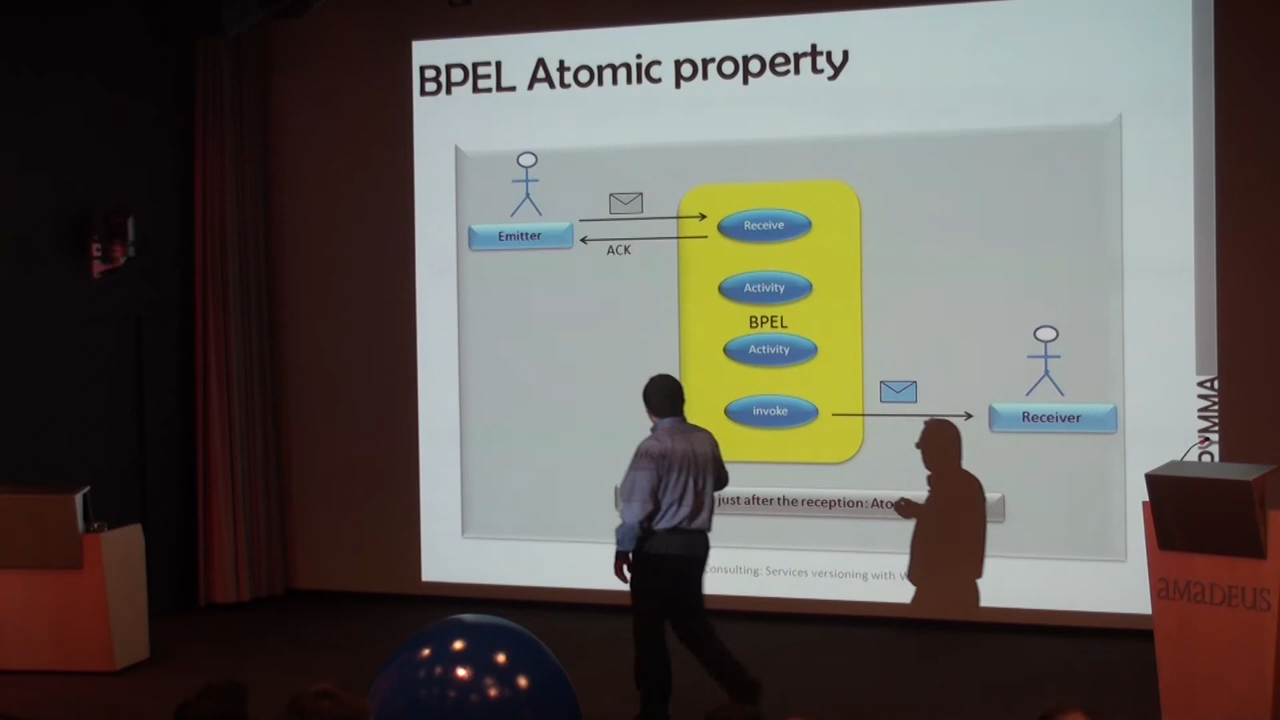 BPEL Atomic property
Emitter
ACK
Receive
Activity
BPEL
Activity
invoke
Receiver
just after the reception:
Consulting: Services versioning with
PYMMA
amadeus